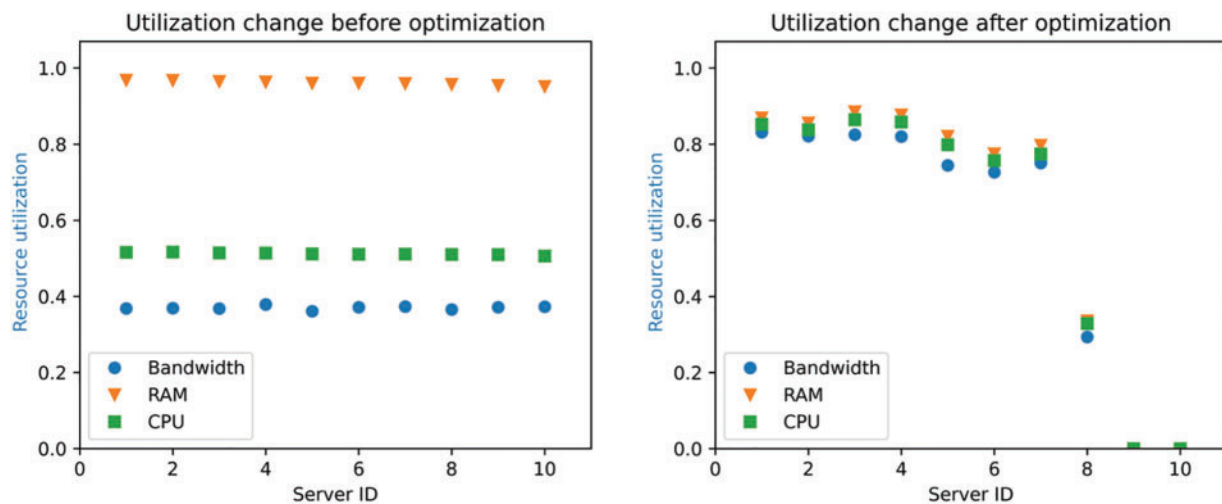 Utilization change before optimization
Resource utilization
1.0
0.8
0.6
0.4
0.2
0.0
Bandwidth
RAM
CPU
0 2 4 6 8 10
Server ID
Utilization change after optimization
Resource utilization
1.0
0.8
0.6
0.4
0.2
0.0
Bandwidth
RAM
CPU
0 2 4 6 8 10
Server ID